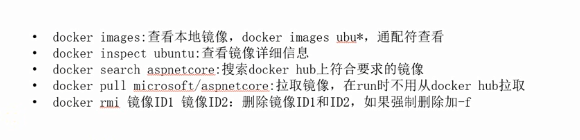 • docker images:查看本地镜像，docker images ubu*，通配符查看
• docker inspect ubuntu:查看镜像详细信息
• docker search aspnetcore:搜索docker hub上符合要求的镜像
• docker pull microsoft/aspnetcore:拉取镜像，在run时不用从docker hub拉取
• docker rmi 镜像ID1 镜像ID2：删除镜像ID1和ID2，如果强制删除加-f